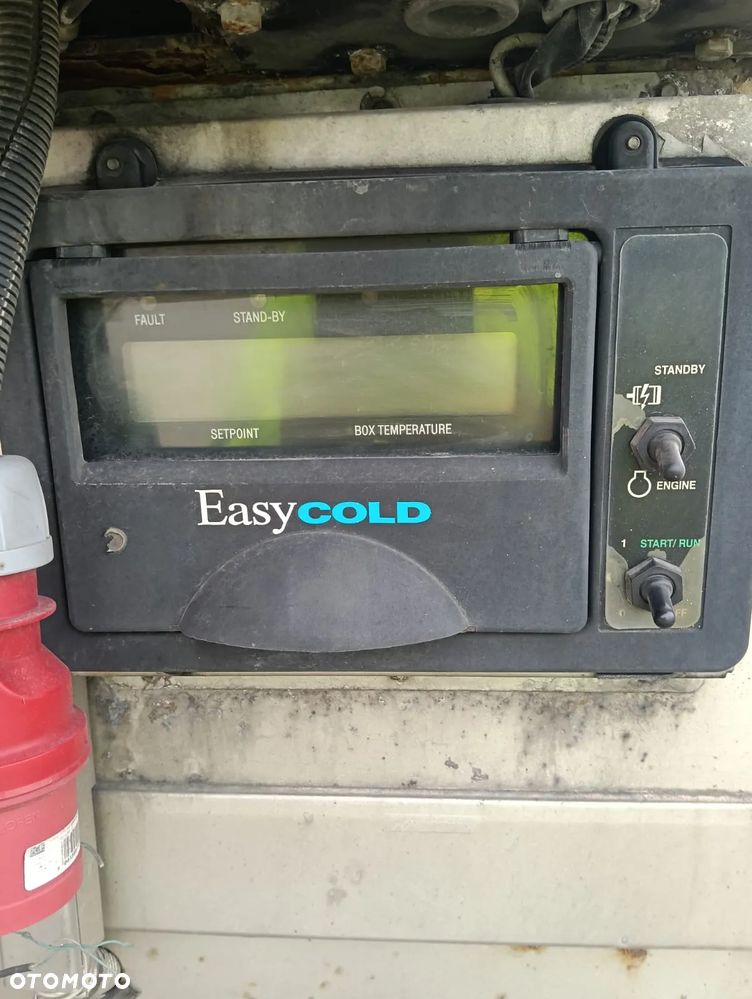 FAULT
STAND-BY
SETPOINT
BOX TEMPERATURE
EasyCOLD
STANDBY
ENGINE
1 START/ RUN
OTOMOTO